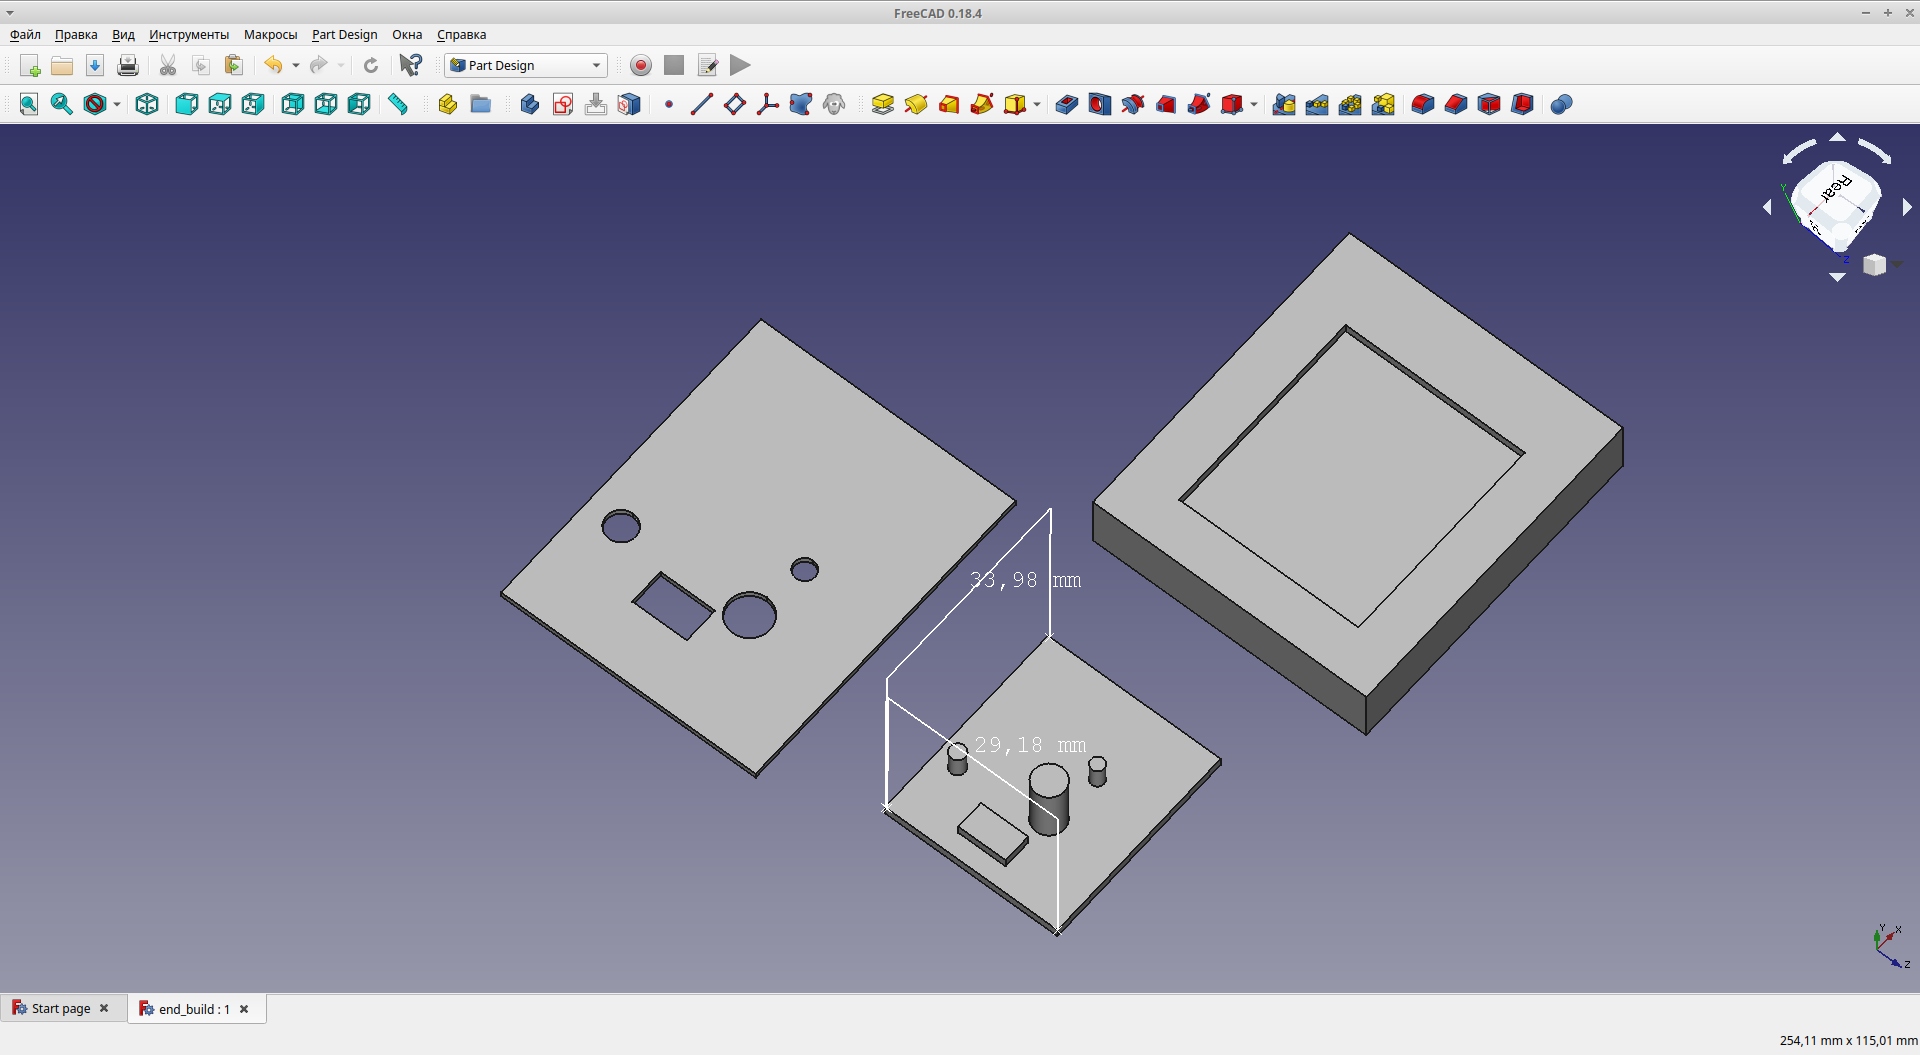 FreeCAD 0.18.4
Файл Правка Вид Инструменты Макросы Part Design Окна Справка
Part Design
Rear
Y
Z
33,98 mm
29,18 mm
Y X
Z
Start page end_build : 1
254,11 mm x 115,01 mm